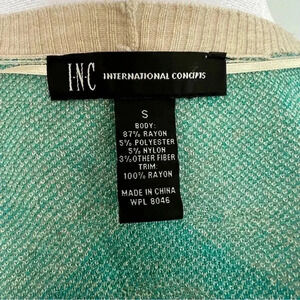 I·N·C INTERNATIONAL CONCEPTS
S
BODY:
87% RAYON
5% POLYESTER
5% NYLON
3% OTHER FIBER
TRIM:
100% RAYON
MADE IN CHINA
WPL 8046